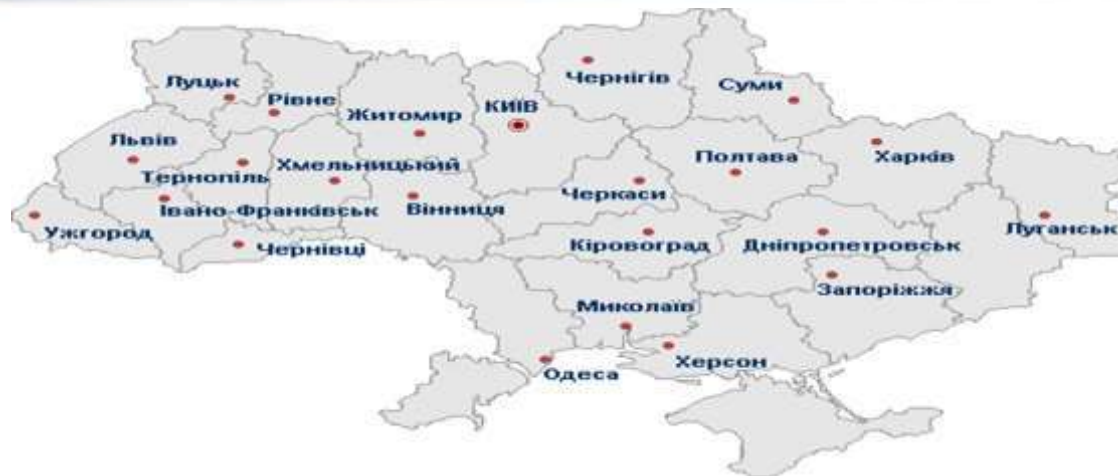 Чернігів
Луцьк
Суми
Рівне
КИЇВ
Житомир
Львів
Полтава
Харків
Хмельницький
Тернопіль
Черкаси
Івано-Франківськ
Вінниця
Луганськ
Ужгород
Чернівці
Кіровоград
Дніпропетровськ
Запоріжжя
Миколаїв
Херсон
Одеса